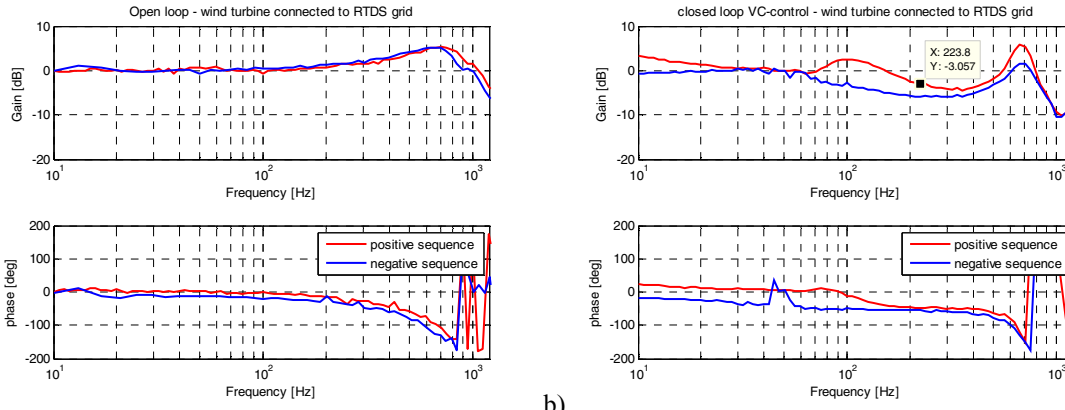 Open loop - wind turbine connected to RTDS grid
10
0
-10
-20
Gain [dB]
10^1
10^2
10^3
Frequency [Hz]
200
100
0
-100
-200
phase [deg]
positive sequence
negative sequence
10^1
10^2
10^3
Frequency [Hz]
b)
closed loop VC-control - wind turbine connected to RTDS grid
10
0
-10
-20
Gain [dB]
X: 223.8
Y: -3.057
10^1
10^2
10^3
Frequency [Hz]
200
100
0
-100
-200
phase [deg]
positive sequence
negative sequence
10^1
10^2
10^3
Frequency [Hz]